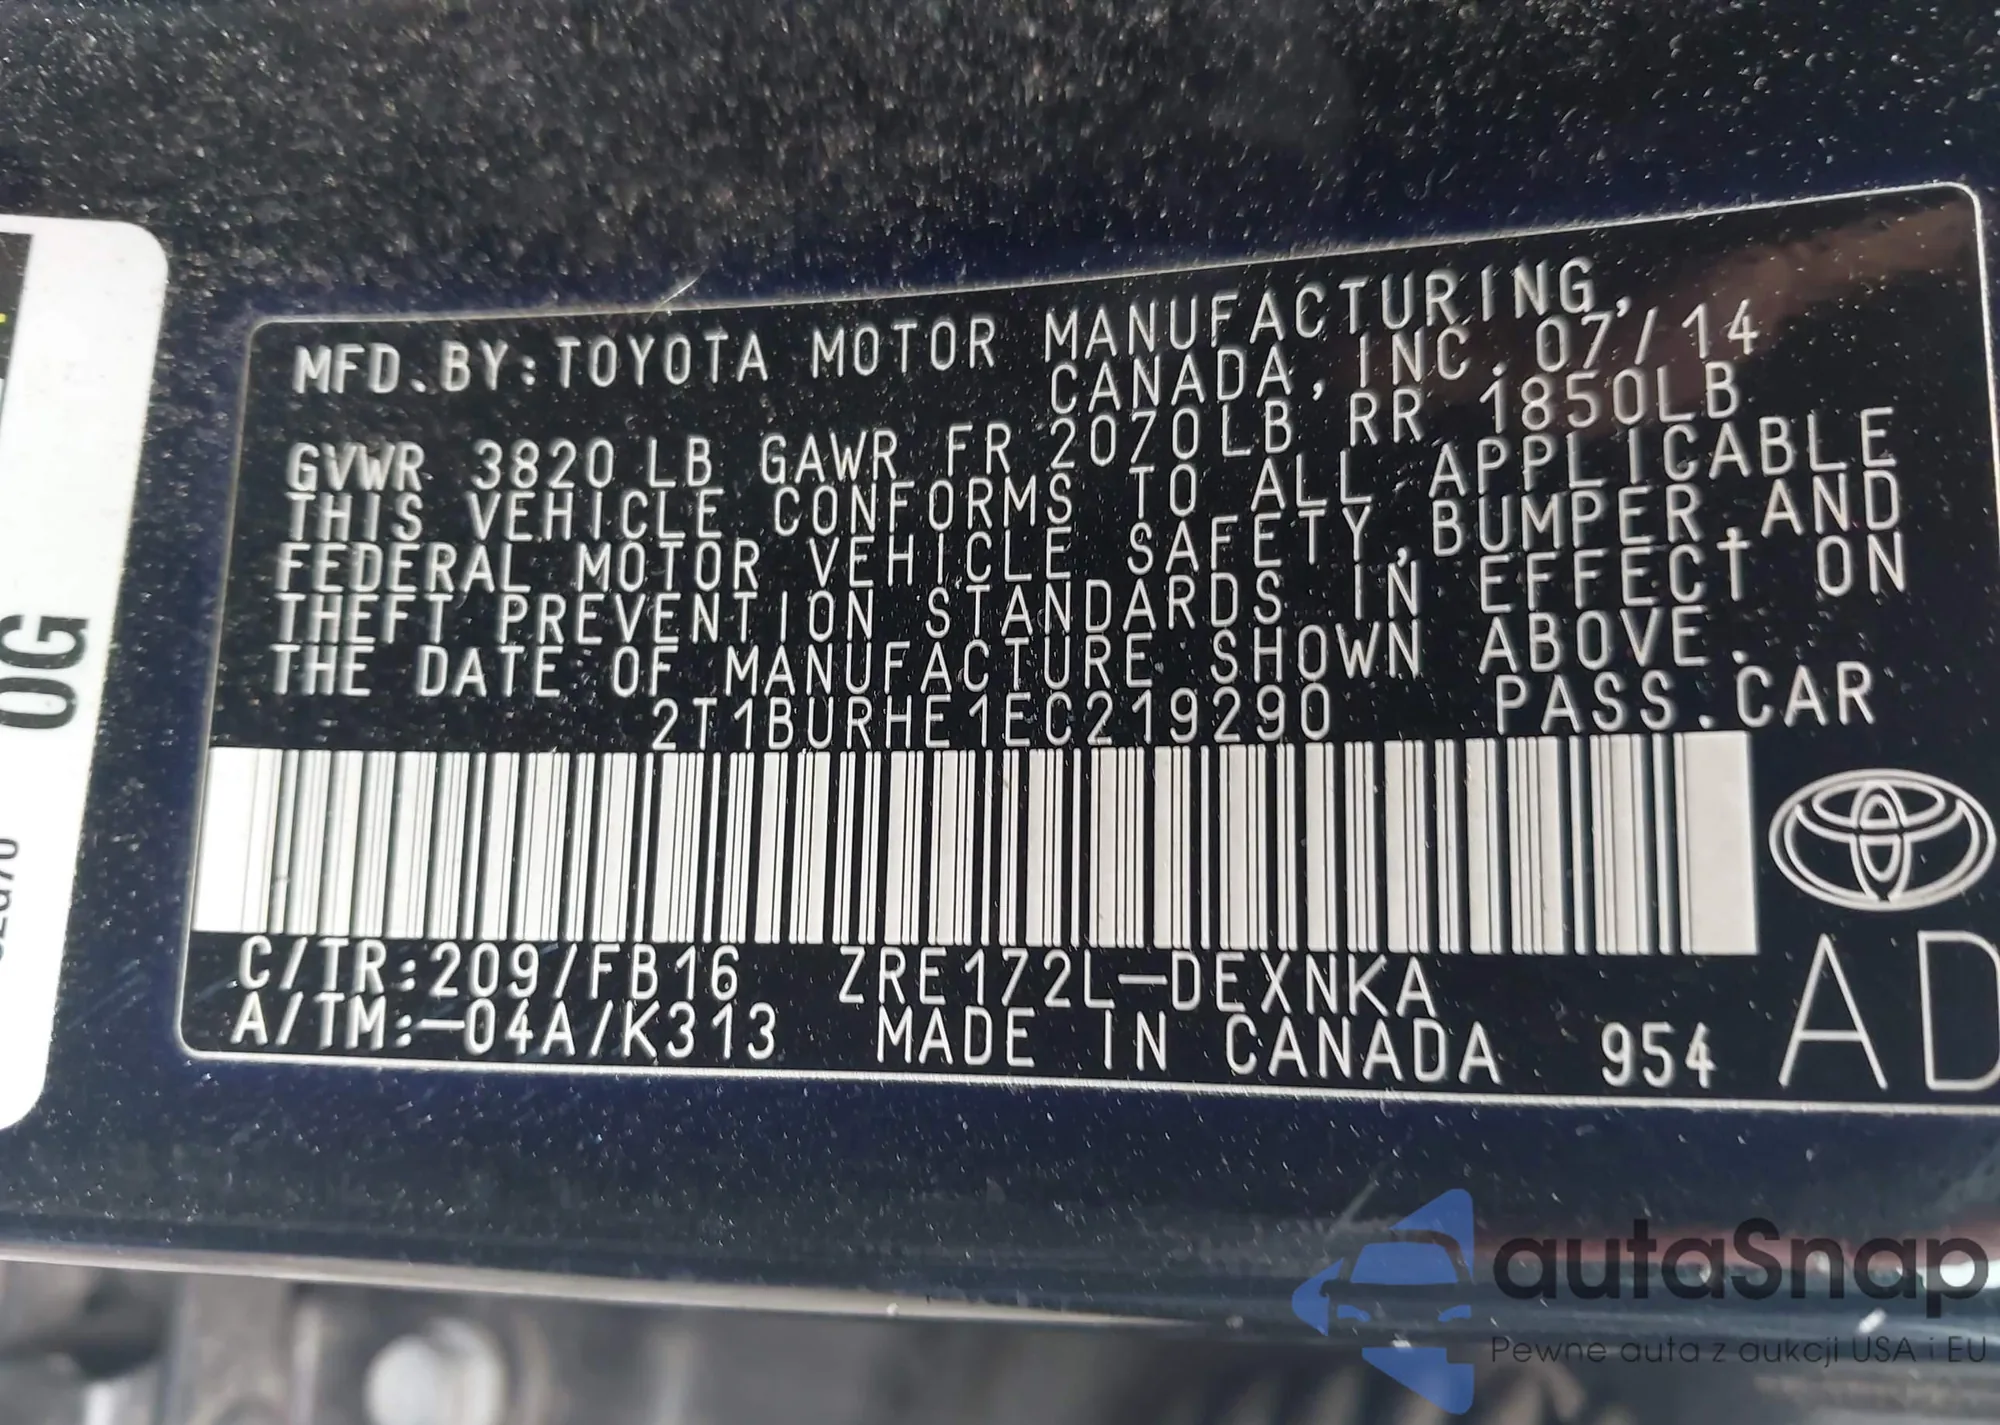 MFD.BY:TOYOTA MOTOR MANUFACTURING,
CANADA, INC. 07/14
GVWR 3820LB GAWR FR 2070LB RR 1850LB
THIS VEHICLE CONFORMS TO ALL APPLICABLE
FEDERAL MOTOR VEHICLE SAFETY, BUMPER, AND
THEFT PREVENTION STANDARDS IN EFFECT ON
THE DATE OF MANUFACTURE SHOWN ABOVE.
2T1BURHE1EC219290 PASS.CAR
C/TR:209/FB16 ZRE172L-DEXNKA
A/TM:-04A/K313 MADE IN CANADA 954
AD
OG
autaSnap
Pewne auta z aukcji USA i EU